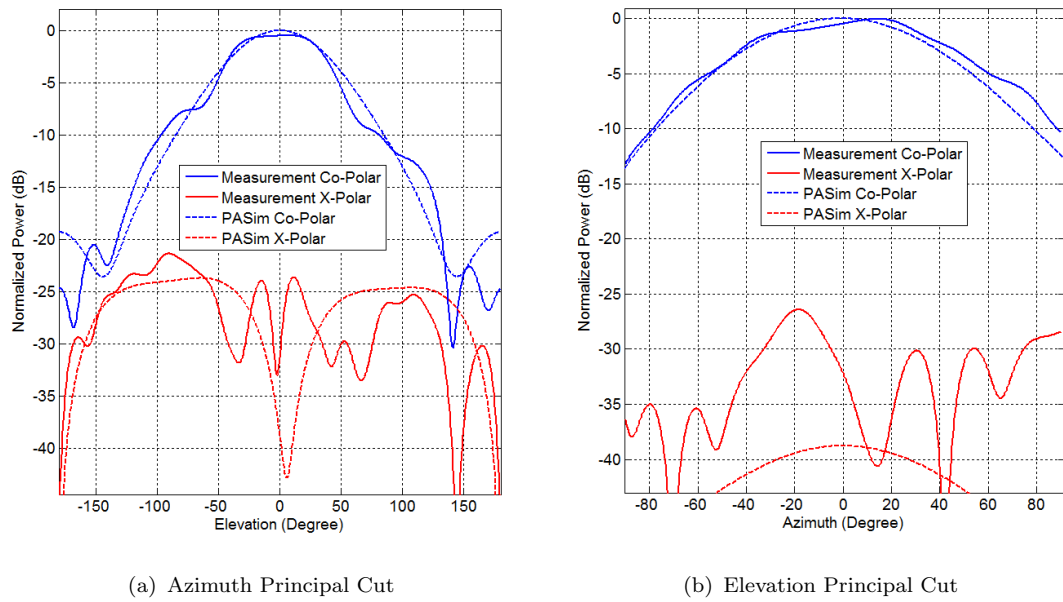 0
-5
-10
-15
-20
-25
-30
-35
-40
Normalized Power (dB)
-150 -100 -50 0 50 100 150
Elevation (Degree)
Measurement Co-Polar
Measurement X-Polar
PASim Co-Polar
PASim X-Polar
(a) Azimuth Principal Cut
0
-5
-10
-15
-20
-25
-30
-35
-40
Normalized Power (dB)
-80 -60 -40 -20 0 20 40 60 80
Azimuth (Degree)
Measurement Co-Polar
Measurement X-Polar
PASim Co-Polar
PASim X-Polar
(b) Elevation Principal Cut